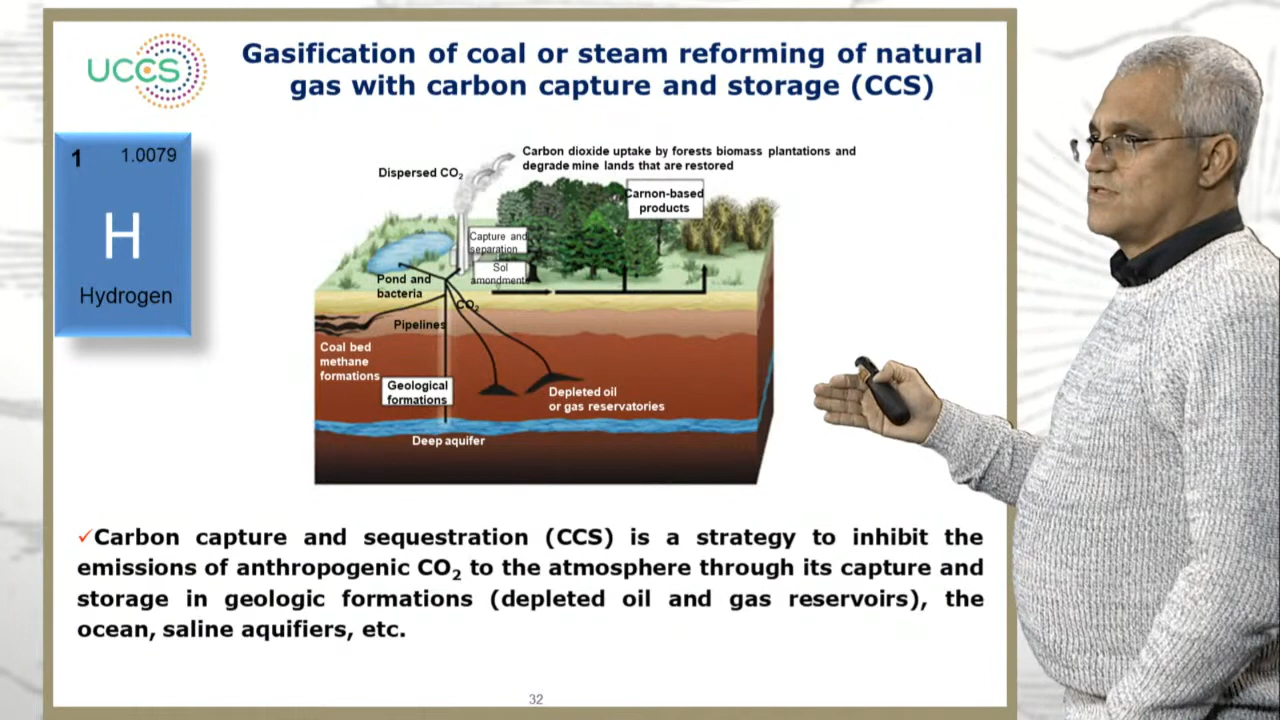 UCCS
Gasification of coal or steam reforming of natural
gas with carbon capture and storage (CCS)
1 1.0079
H
Hydrogen
Carbon dioxide uptake by forests biomass plantations and
degrade mine lands that are restored
Dispersed CO₂
Carnon-based
products
Capture and
separation
Sol
amondments
Pond and
bacteria
CO₂
Pipelines
Coal bed
methane
formations
Geological
formations
Depleted oil
or gas reservatories
Deep aquifer
✓Carbon capture and sequestration (CCS) is a strategy to inhibit the
emissions of anthropogenic CO₂ to the atmosphere through its capture and
storage in geologic formations (depleted oil and gas reservoirs), the
ocean, saline aquifiers, etc.
32